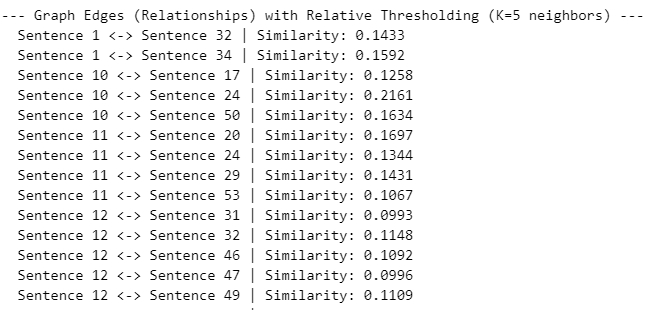 --- Graph Edges (Relationships) with Relative Thresholding (K=5 neighbors) ---
Sentence 1 <-> Sentence 32 | Similarity: 0.1433
Sentence 1 <-> Sentence 34 | Similarity: 0.1592
Sentence 10 <-> Sentence 17 | Similarity: 0.1258
Sentence 10 <-> Sentence 24 | Similarity: 0.2161
Sentence 10 <-> Sentence 50 | Similarity: 0.1634
Sentence 11 <-> Sentence 20 | Similarity: 0.1697
Sentence 11 <-> Sentence 24 | Similarity: 0.1344
Sentence 11 <-> Sentence 29 | Similarity: 0.1431
Sentence 11 <-> Sentence 53 | Similarity: 0.1067
Sentence 12 <-> Sentence 31 | Similarity: 0.0993
Sentence 12 <-> Sentence 32 | Similarity: 0.1148
Sentence 12 <-> Sentence 46 | Similarity: 0.1092
Sentence 12 <-> Sentence 47 | Similarity: 0.0996
Sentence 12 <-> Sentence 49 | Similarity: 0.1109